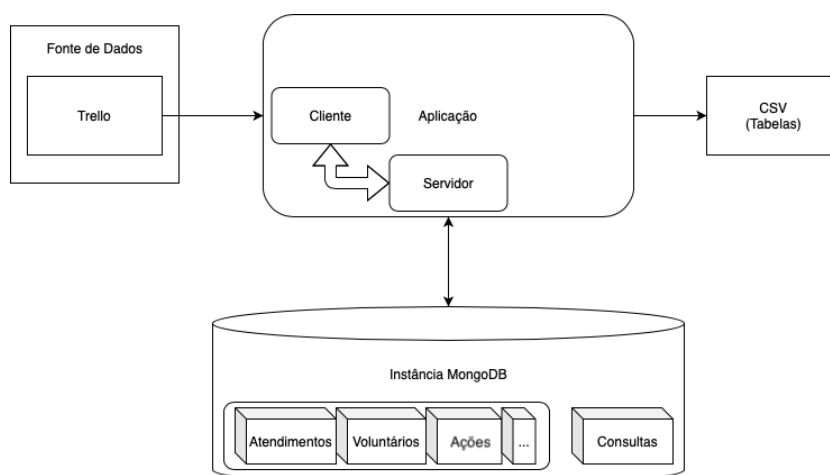 Fonte de Dados
Trello
Cliente
Aplicação
Servidor
CSV
(Tabelas)
Instância MongoDB
Atendimentos
Voluntários
Ações
...
Consultas